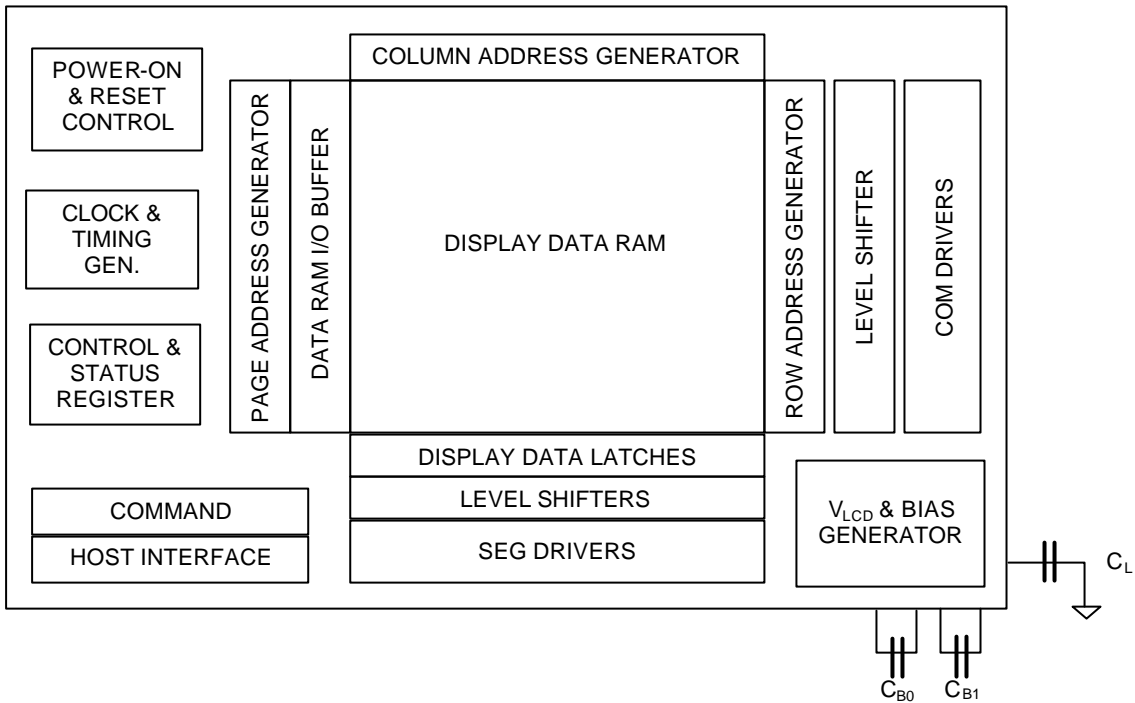 COLUMN ADDRESS GENERATOR
POWER-ON
& RESET
CONTROL
CLOCK &
TIMING
GEN.
CONTROL &
STATUS
REGISTER
PAGE ADDRESS GENERATOR
DATA RAM I/O BUFFER
DISPLAY DATA RAM
ROW ADDRESS GENERATOR
LEVEL SHIFTER
COM DRIVERS
DISPLAY DATA LATCHES
LEVEL SHIFTERS
SEG DRIVERS
COMMAND
HOST INTERFACE
VLCD & BIAS
GENERATOR
CL
CB0
CB1